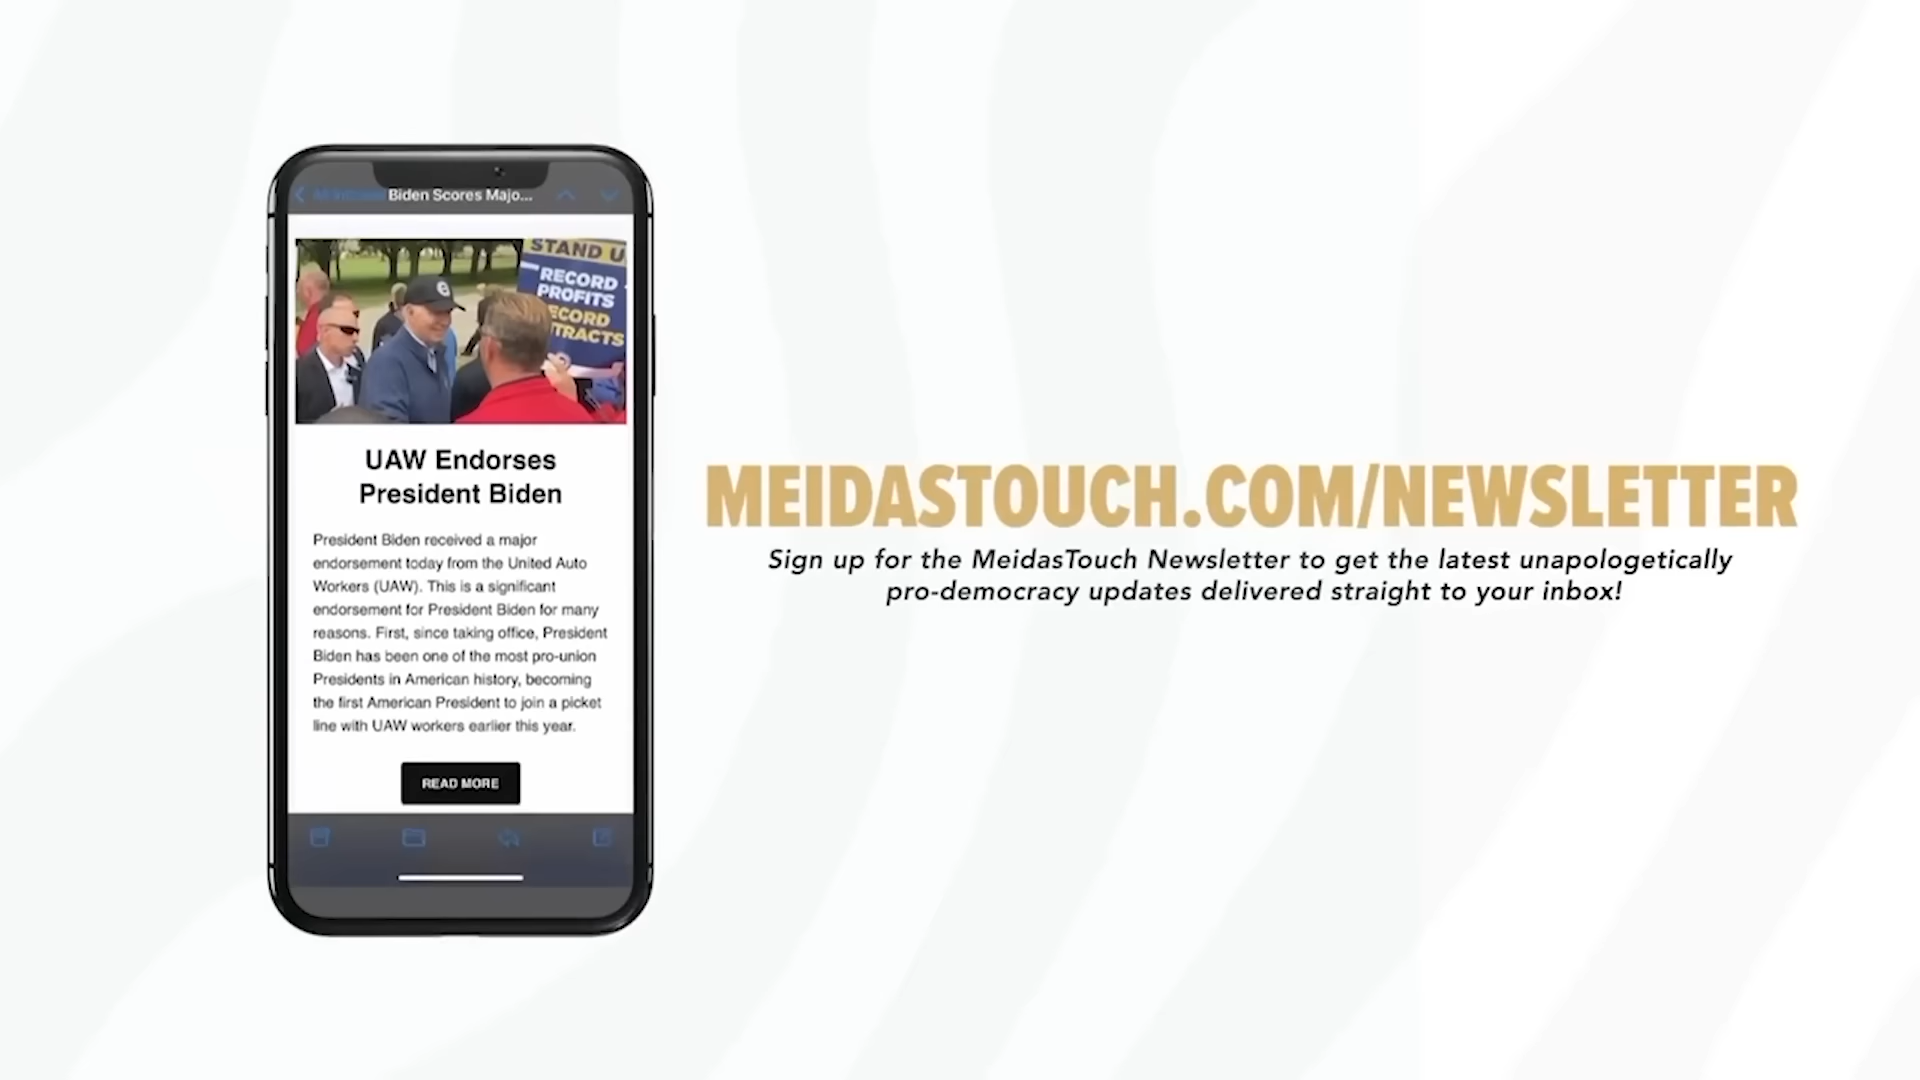 Biden Scores Majo...
STAND U
RECORD
PROFITS
ECORD
NTRACTS
UAW Endorses
President Biden
President Biden received a major
endorsement today from the United Auto
Workers (UAW). This is a significant
endorsement for President Biden for many
reasons. First, since taking office, President
Biden has been one of the most pro-union
Presidents in American history, becoming
the first American President to join a picket
line with UAW workers earlier this year.
READ MORE
MEIDASTOUCH.COM/NEWSLETTER
Sign up for the MeidasTouch Newsletter to get the latest unapologetically
pro-democracy updates delivered straight to your inbox!